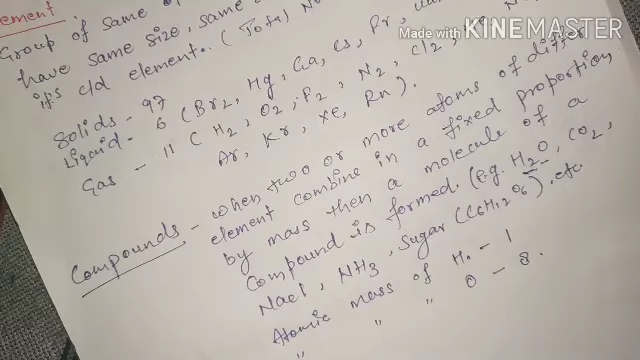 Made with KINEMASTER
ement
Group of same
have same size, same
its c/d element. (Total No
Solids - 97
Liquid - 6 (Br2, Hg, Ga, Cs, Fr,
Gas - 11 (H2, O2, F2, N2, Cl2,
Ar, Kr, Xe, Rn).
Compounds - when two or more atoms of differ
element combine in a fixed proportion
by mass then a molecule of a
compound is formed. (e.g. H2O, CO2,
Nacl, NH3, Sugar (C6H12O6). etc
Atomic mass of H. - 1
" " " O - 8.